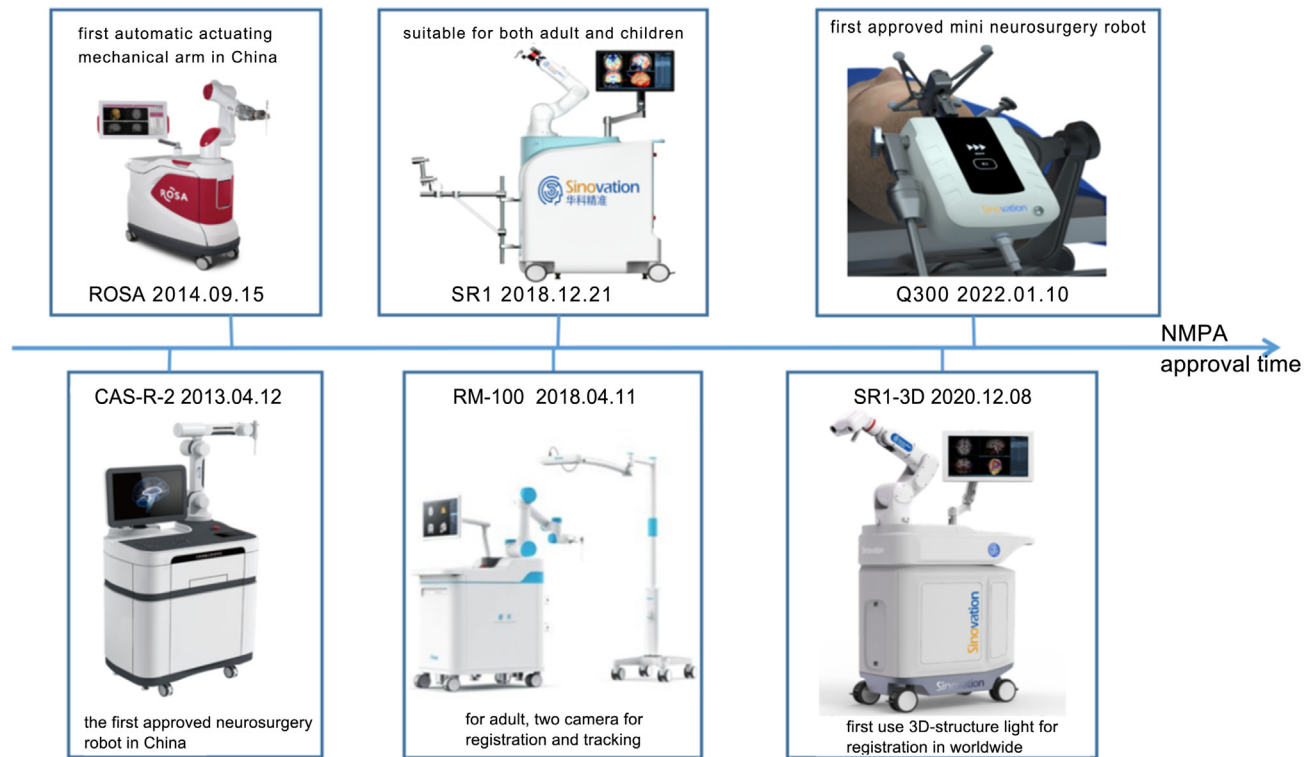 first automatic actuating
mechanical arm in China
ROSA
ROSA 2014.09.15
suitable for both adult and children
Sinovation
Sinovation
华科精准
SR1 2018.12.21
first approved mini neurosurgery robot
Sinovation
Q300 2022.01.10
NMPA
approval time
CAS-R-2 2013.04.12
the first approved neurosurgery
robot in China
RM-100 2018.04.11
for adult, two camera for
registration and tracking
SR1-3D 2020.12.08
Sinovation
Sinovation
Sinovation
first use 3D-structure light for
registration in worldwide